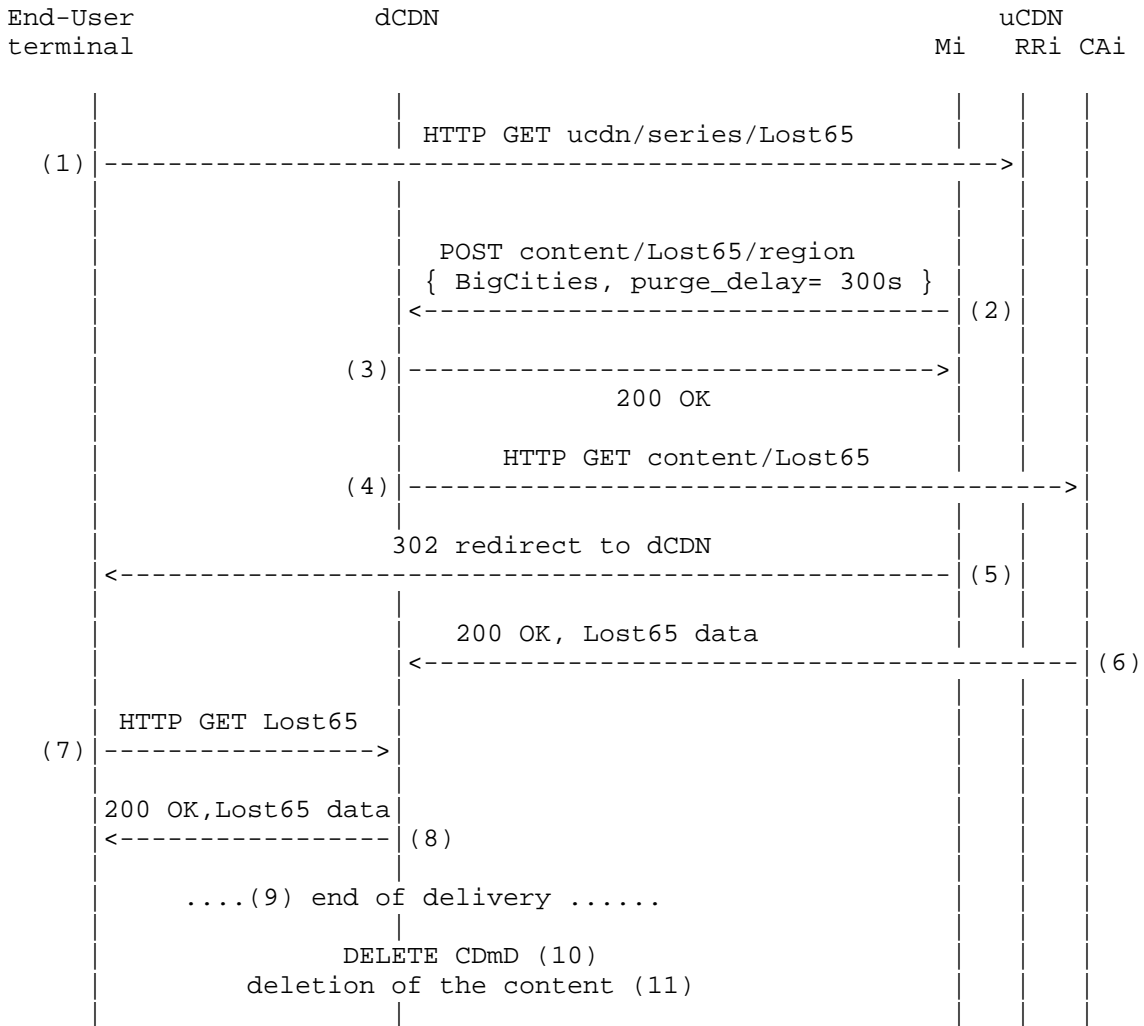 End-User dCDN uCDN
terminal Mi RRi CAi
HTTP GET ucdn/series/Lost65
(1)
POST content/Lost65/region
{ BigCities, purge_delay= 300s }
(2)
(3)
200 OK
HTTP GET content/Lost65
(4)
302 redirect to dCDN
(5)
200 OK, Lost65 data
(6)
HTTP GET Lost65
(7)
200 OK,Lost65 data
(8)
....(9) end of delivery ......
DELETE CDmD (10)
deletion of the content (11)